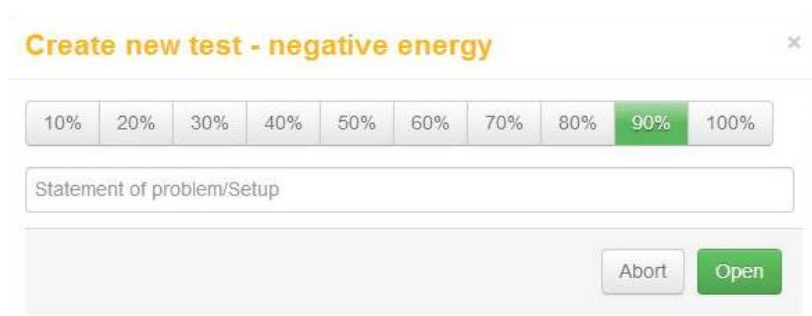 Create new test - negative energy ×
10% 20% 30% 40% 50% 60% 70% 80% 90% 100%
Statement of problem/Setup
Abort Open